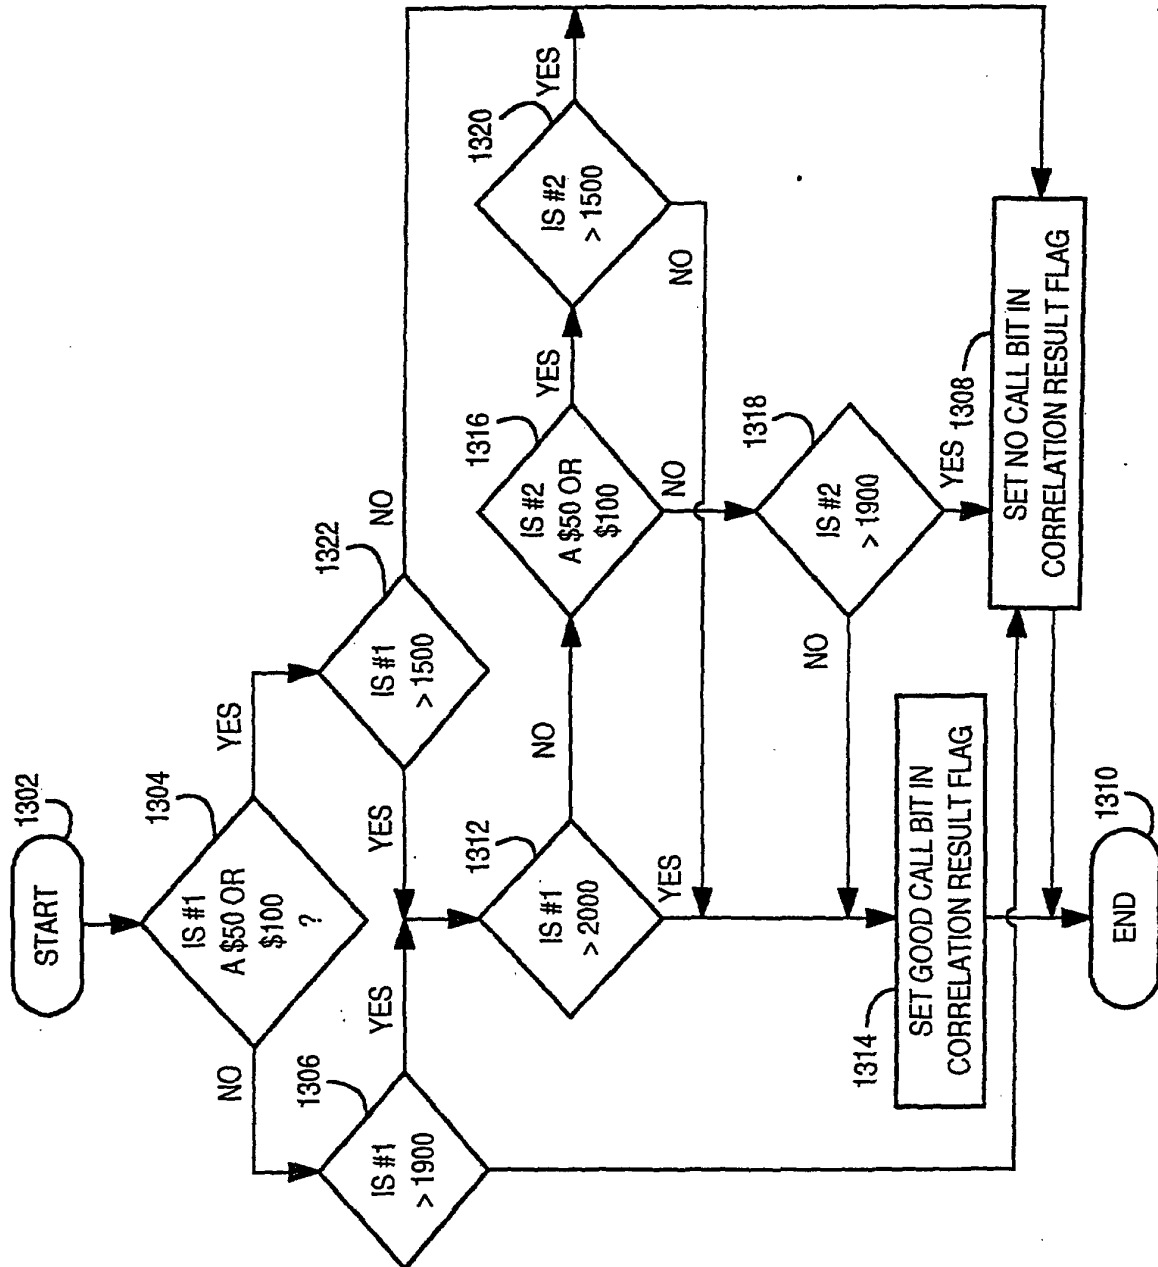 START
1302
IS #1
A $50 OR
$100
?
1304
NO
YES
IS #1
> 1900
1306
YES
IS #1
> 1500
1322
YES
NO
IS #1
> 2000
1312
NO
YES
IS #2
A $50 OR
$100
1316
YES
NO
IS #2
> 1500
1320
YES
NO
IS #2
> 1900
1318
NO
YES
SET GOOD CALL BIT IN
CORRELATION RESULT FLAG
1314
SET NO CALL BIT IN
CORRELATION RESULT FLAG
1308
END
1310